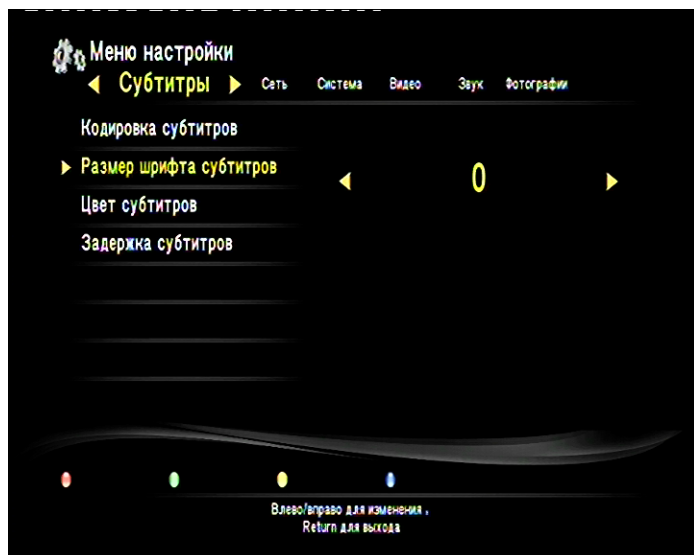 Меню настройки
Субтитры Сеть Система Видео Звук Фотографии
Кодировка субтитров
Размер шрифта субтитров
0
Цвет субтитров
Задержка субтитров
Влево/вправо для изменения .
Return для выхода